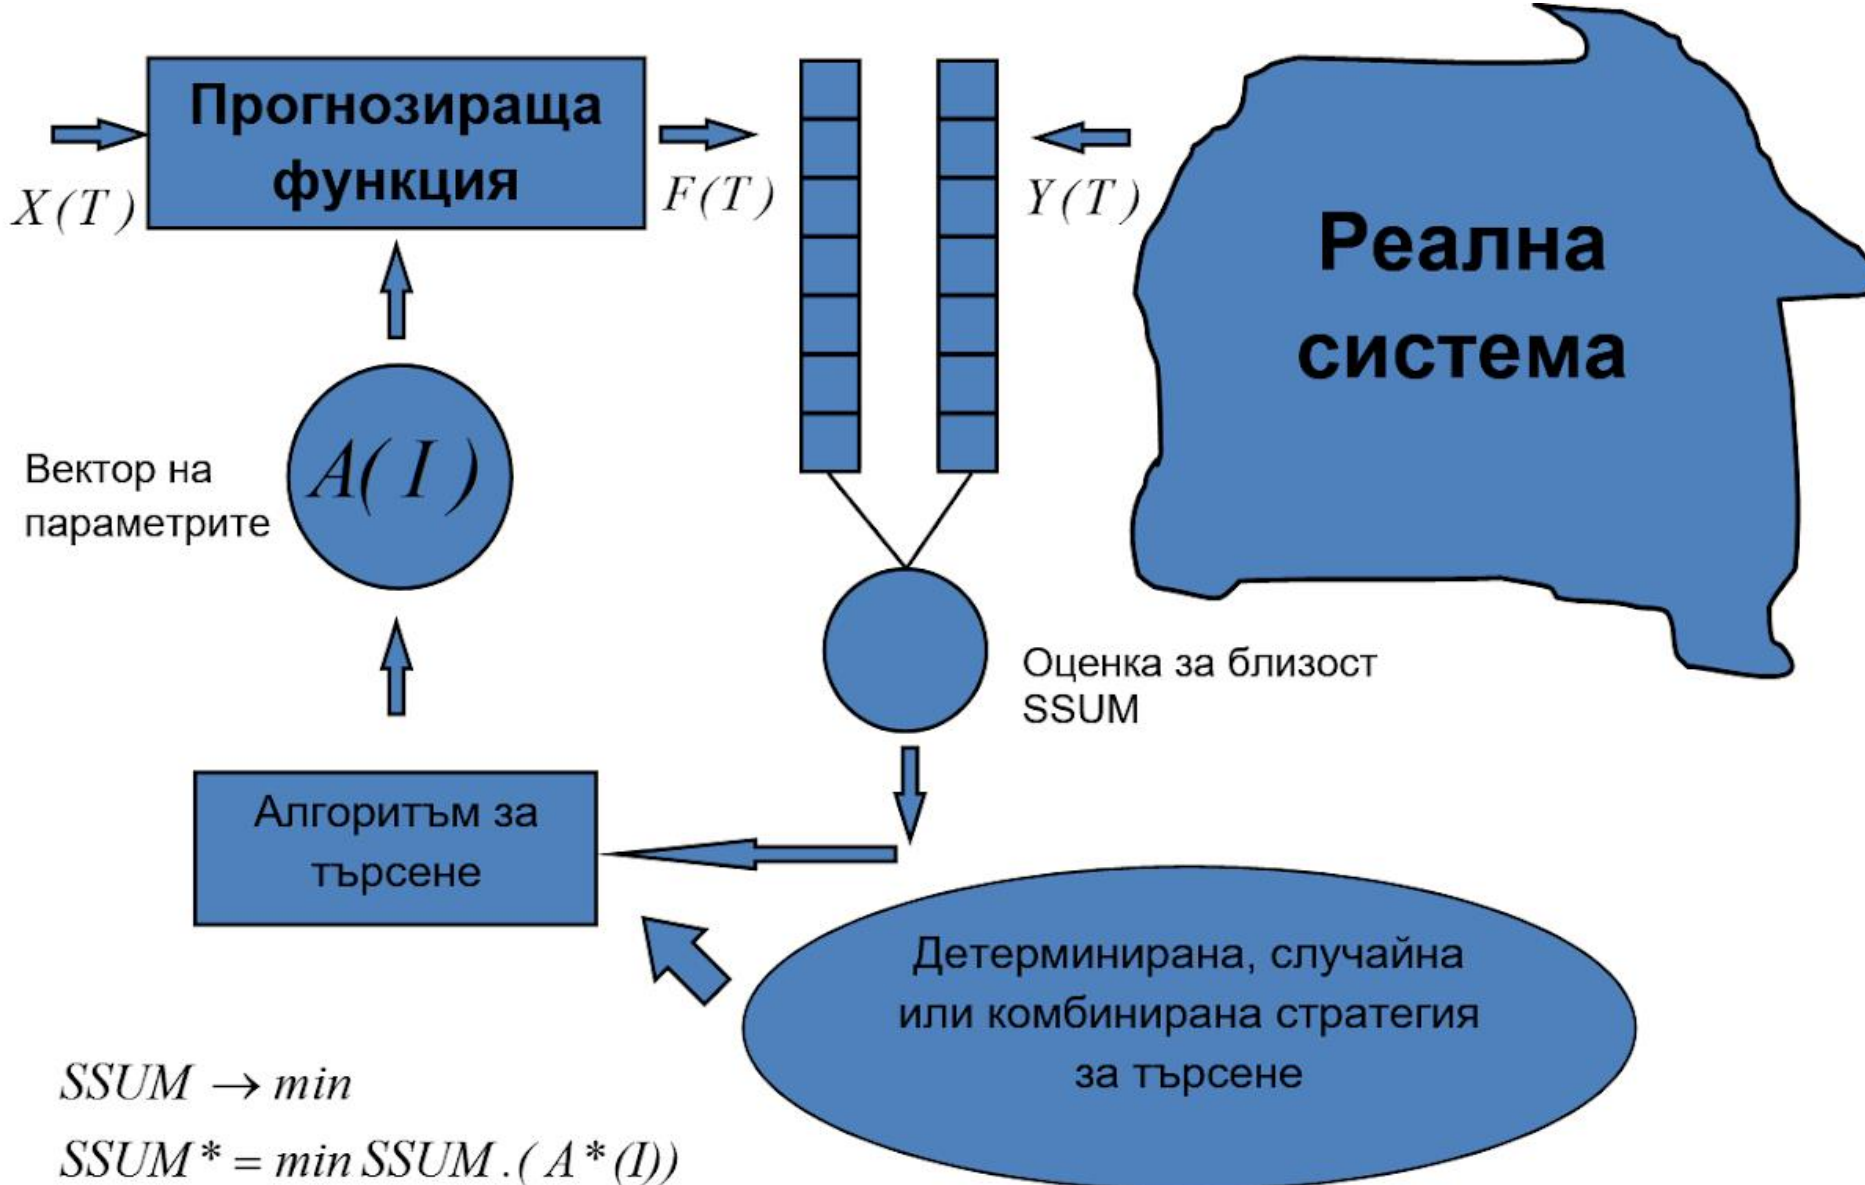 Прогнозираща
функция
X(T)
F(T)
Y(T)
Реална
система
Вектор на
параметрите
A(I)
Оценка за близост
SSUM
Алгоритъм за
търсене
Детерминирана, случайна
или комбинирана стратегия
за търсене
SSUM → min
SSUM* = min SSUM.(A*(I))